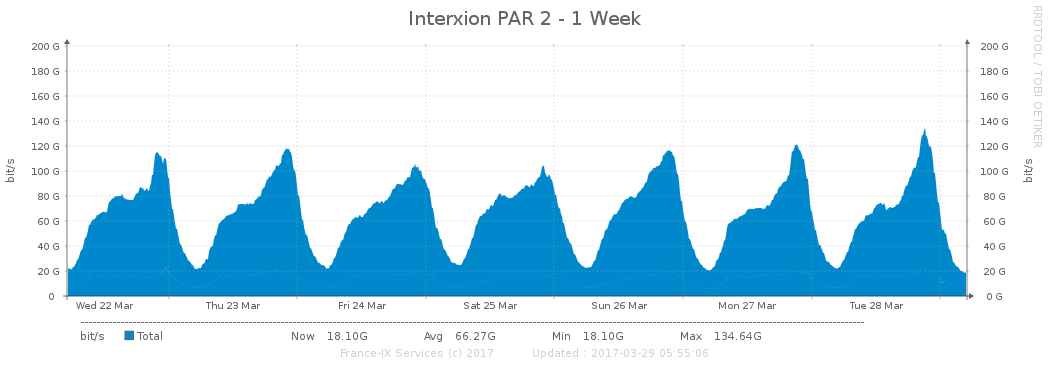 Interxion PAR 2 - 1 Week
RRDTOOL / TOBI OETIKER
bit/s
200 G
180 G
160 G
140 G
120 G
100 G
80 G
60 G
40 G
20 G
0
200 G
180 G
160 G
140 G
120 G
100 G
80 G
60 G
40 G
20 G
0 G
bit/s
Wed 22 Mar Thu 23 Mar Fri 24 Mar Sat 25 Mar Sun 26 Mar Mon 27 Mar Tue 28 Mar
bit/s Total Now 18.10G Avg 66.27G Min 18.10G Max 134.64G
France-IX Services (c) 2017 Updated : 2017-03-29 05:55:06